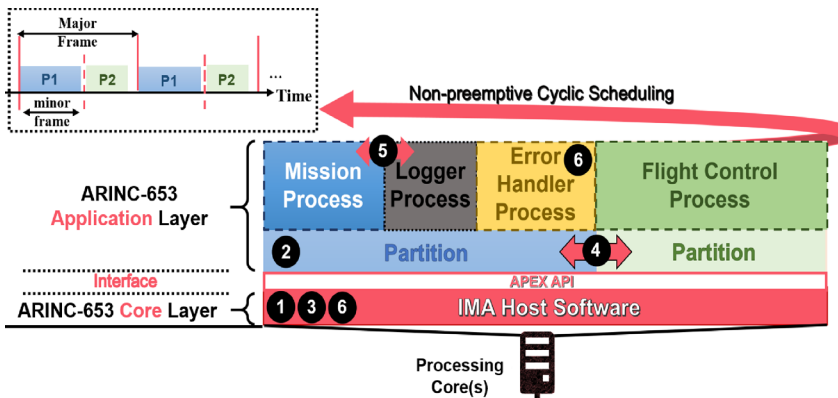 Major
Frame
P1 P2 P1 P2 ...
Time
minor
frame
Non-preemptive Cyclic Scheduling
ARINC-653
Application Layer
Mission
Process
5
Logger
Process
Error
Handler
Process
6
Flight Control
Process
2 Partition 4 Partition
Interface
APEX API
ARINC-653 Core Layer
1 3 6 IMA Host Software
Processing
Core(s)